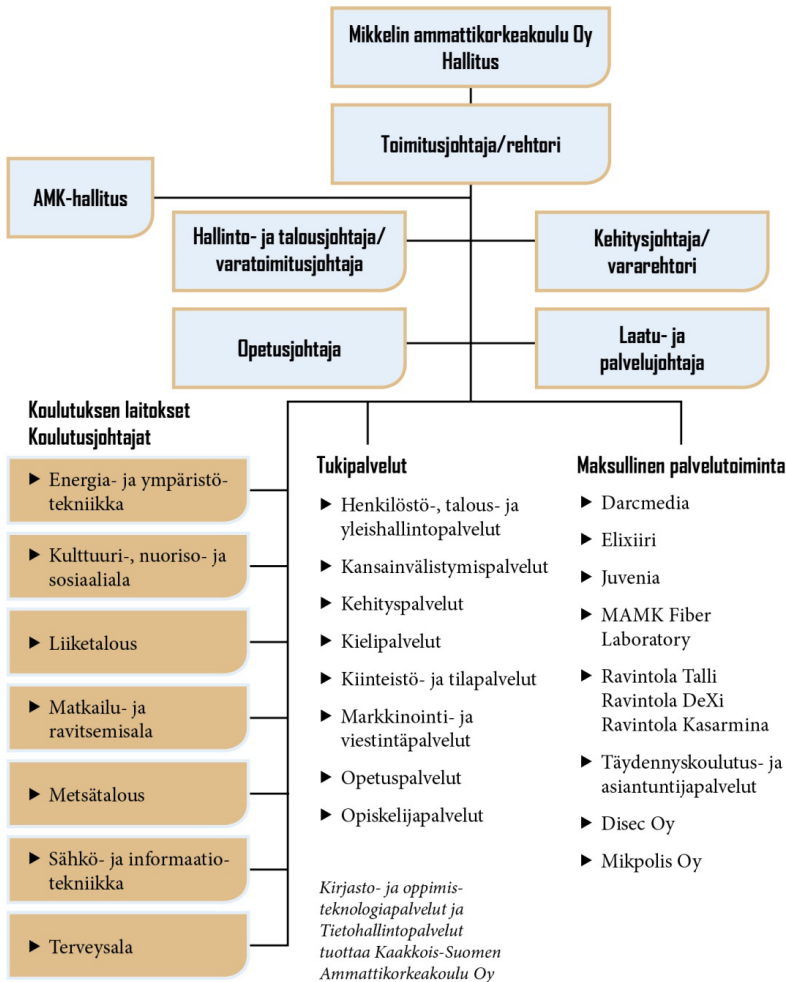 Mikkelin ammattikorkeakoulu Oy
Hallitus
Toimitusjohtaja/rehtori
AMK-hallitus
Hallinto- ja talousjohtaja/
varatoimitusjohtaja
Kehitysjohtaja/
vararehtori
Opetusjohtaja
Laatu- ja
palvelujohtaja
Koulutuksen laitokset
Koulutusjohtajat
▶ Energia- ja ympäristö-
tekniikka
▶ Kulttuuri-, nuoriso- ja
sosiaaliala
▶ Liiketalous
▶ Matkailu- ja
ravitsemisala
▶ Metsätalous
▶ Sähkö- ja informaatio-
tekniikka
▶ Terveysala
Tukipalvelut
▶ Henkilöstö-, talous- ja
yleishallintopalvelut
▶ Kansainvälistymispalvelut
▶ Kehityspalvelut
▶ Kielipalvelut
▶ Kiinteistö- ja tilapalvelut
▶ Markkinointi- ja
viestintäpalvelut
▶ Opetuspalvelut
▶ Opiskelijapalvelut
Kirjasto- ja oppimis-
teknologiapalvelut ja
Tietohallintopalvelut
tuottaa Kaakkois-Suomen
Ammattikorkeakoulu Oy
Maksullinen palvelutoiminta
▶ Darcmedia
▶ Elixiiri
▶ Juvenia
▶ MAMK Fiber
Laboratory
▶ Ravintola Talli
Ravintola DeXi
Ravintola Kasarmina
▶ Täydennyskoulutus- ja
asiantuntijapalvelut
▶ Disec Oy
▶ Mikpolis Oy